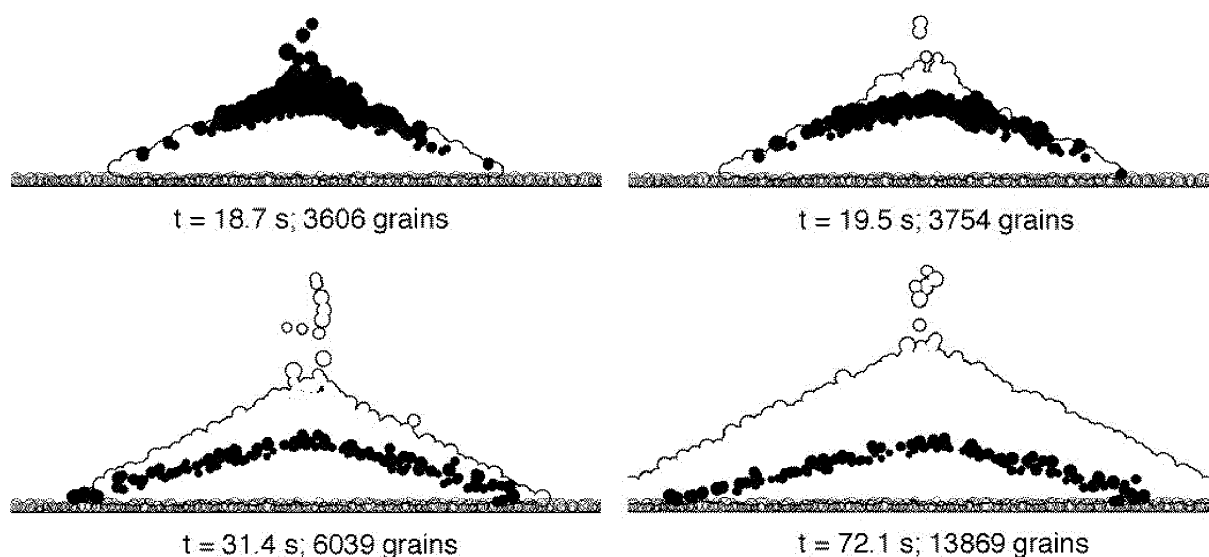 t = 18.7 s; 3606 grains
t = 19.5 s; 3754 grains
t = 31.4 s; 6039 grains
t = 72.1 s; 13869 grains